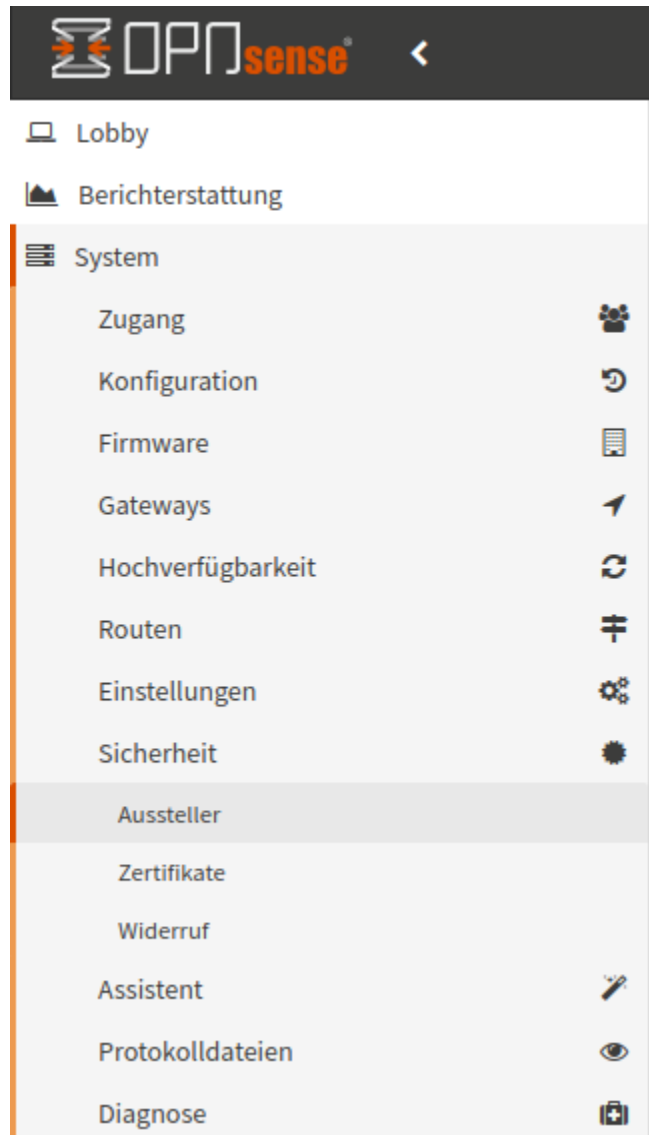 OPNsense
Lobby
Berichterstattung
System
Zugang
Konfiguration
Firmware
Gateways
Hochverfügbarkeit
Routen
Einstellungen
Sicherheit
Aussteller
Zertifikate
Widerruf
Assistent
Protokolldateien
Diagnose